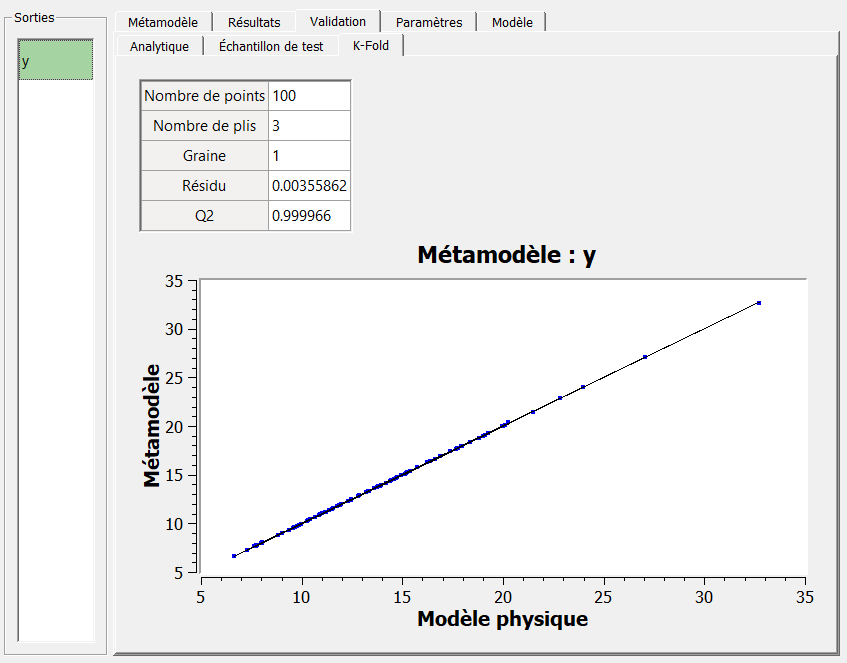 Sorties
y
Métamodèle Résultats Validation Paramètres Modèle
Analytique Échantillon de test K-Fold
Nombre de points 100
Nombre de plis 3
Graine 1
Résidu 0.00355862
Q2 0.999966
Métamodèle : y
35
30
25
20
15
10
5
Métamodèle
5 10 15 20 25 30 35
Modèle physique